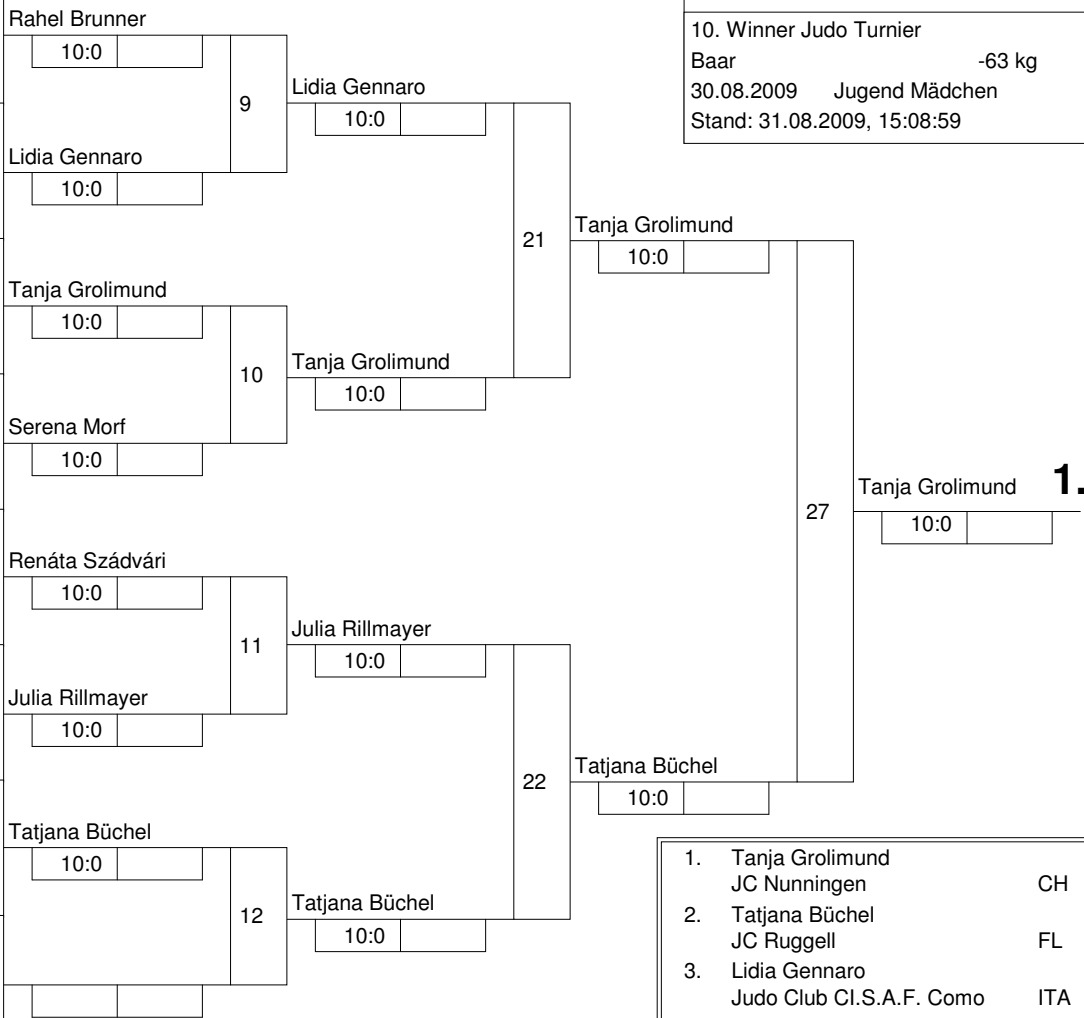 Rahel Brunner
10:0
9
Lidia Gennaro
10:0
Lidia Gennaro
10:0
10. Winner Judo Turnier
Baar -63 kg
30.08.2009 Jugend Mädchen
Stand: 31.08.2009, 15:08:59
21
Tanja Grolimund
10:0
Tanja Grolimund
10:0
10
Tanja Grolimund
10:0
Serena Morf
10:0
27
Tanja Grolimund 1.
10:0
Renáta Szádvári
10:0
11
Julia Rillmayer
10:0
Julia Rillmayer
10:0
22
Tatjana Büchel
10:0
Tatjana Büchel
10:0
12
Tatjana Büchel
10:0
1. Tanja Grolimund
JC Nunningen CH
2. Tatjana Büchel
JC Ruggell FL
3. Lidia Gennaro
Judo Club CI.S.A.F. Como ITA